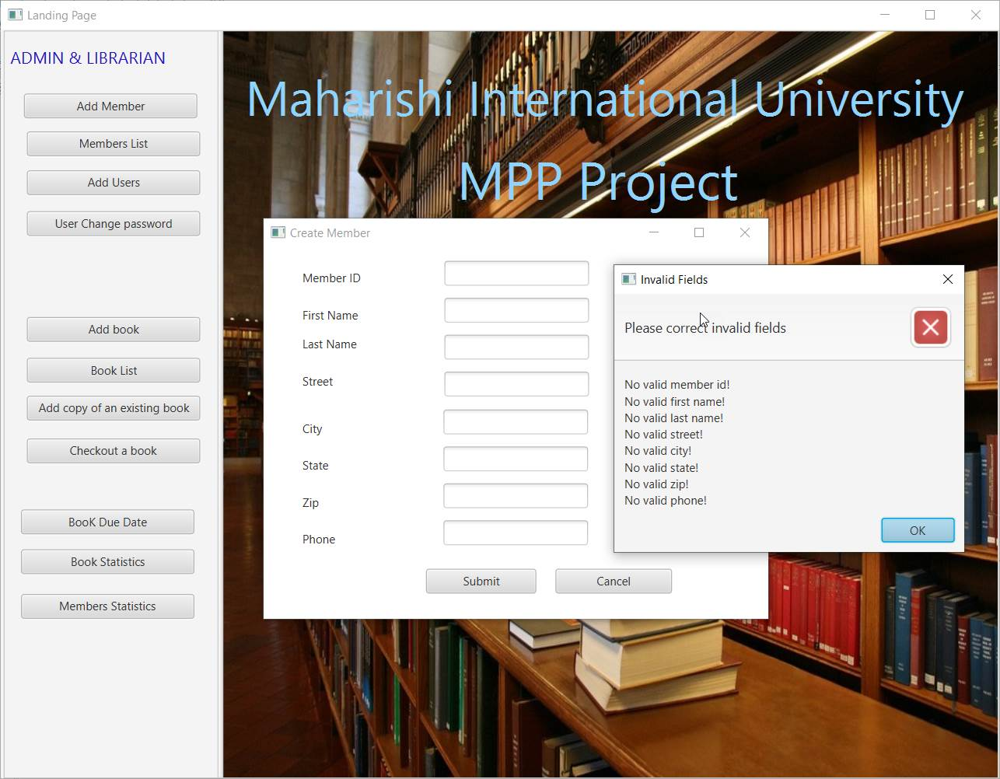 Landing Page
ADMIN & LIBRARIAN
Add Member
Members List
Add Users
User Change password
Add book
Book List
Add copy of an existing book
Checkout a book
BooK Due Date
Book Statistics
Members Statistics
Maharishi International University
MPP Project
Create Member
Member ID
First Name
Last Name
Street
City
State
Zip
Phone
Submit
Cancel
Invalid Fields
Please correct invalid fields
No valid member id!
No valid first name!
No valid last name!
No valid street!
No valid city!
No valid state!
No valid zip!
No valid phone!
OK